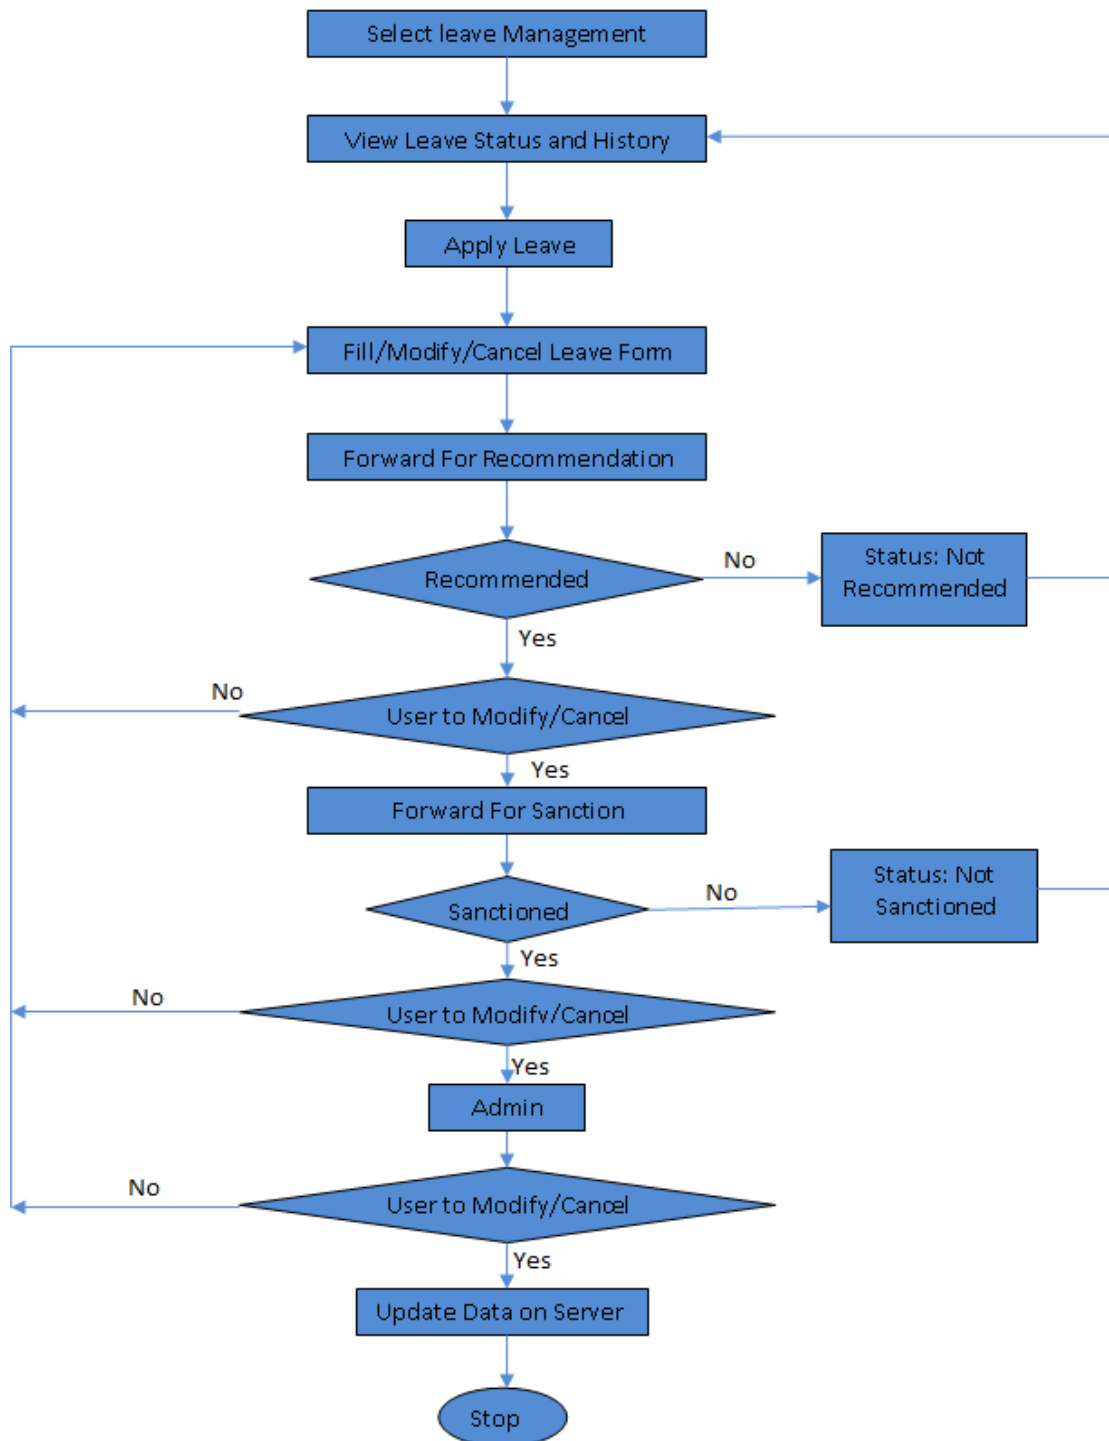 Select leave Management
View Leave Status and History
Apply Leave
Fill/Modify/Cancel Leave Form
Forward For Recommendation
Recommended
No
Status: Not
Recommended
Yes
No
User to Modify/Cancel
Yes
Forward For Sanction
Sanctioned
No
Status: Not
Sanctioned
Yes
No
User to Modify/Cancel
Yes
Admin
No
User to Modify/Cancel
Yes
Update Data on Server
Stop